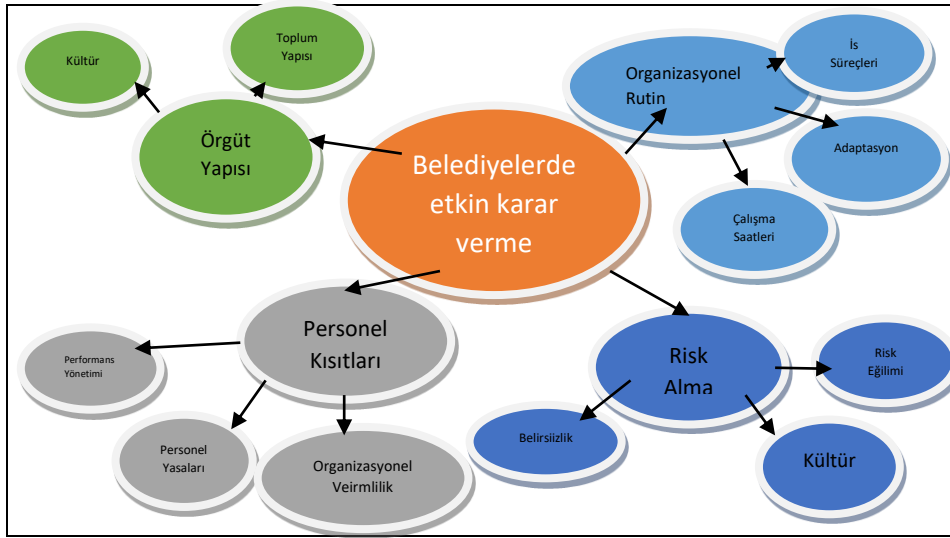 Kültür
Toplum
Yapısı
Örgüt
Yapısı
Belediyelerde
etkin karar
verme
Organizasyonel
Rutin
İs
Süreçleri
Adaptasyon
Çalışma
Saatleri
Personel
Kısıtları
Performans
Yönetimi
Personel
Yasaları
Organizasyonel
Veirmlilik
Risk
Alma
Risk
Eğilimi
Belirsiizlik
Kültür